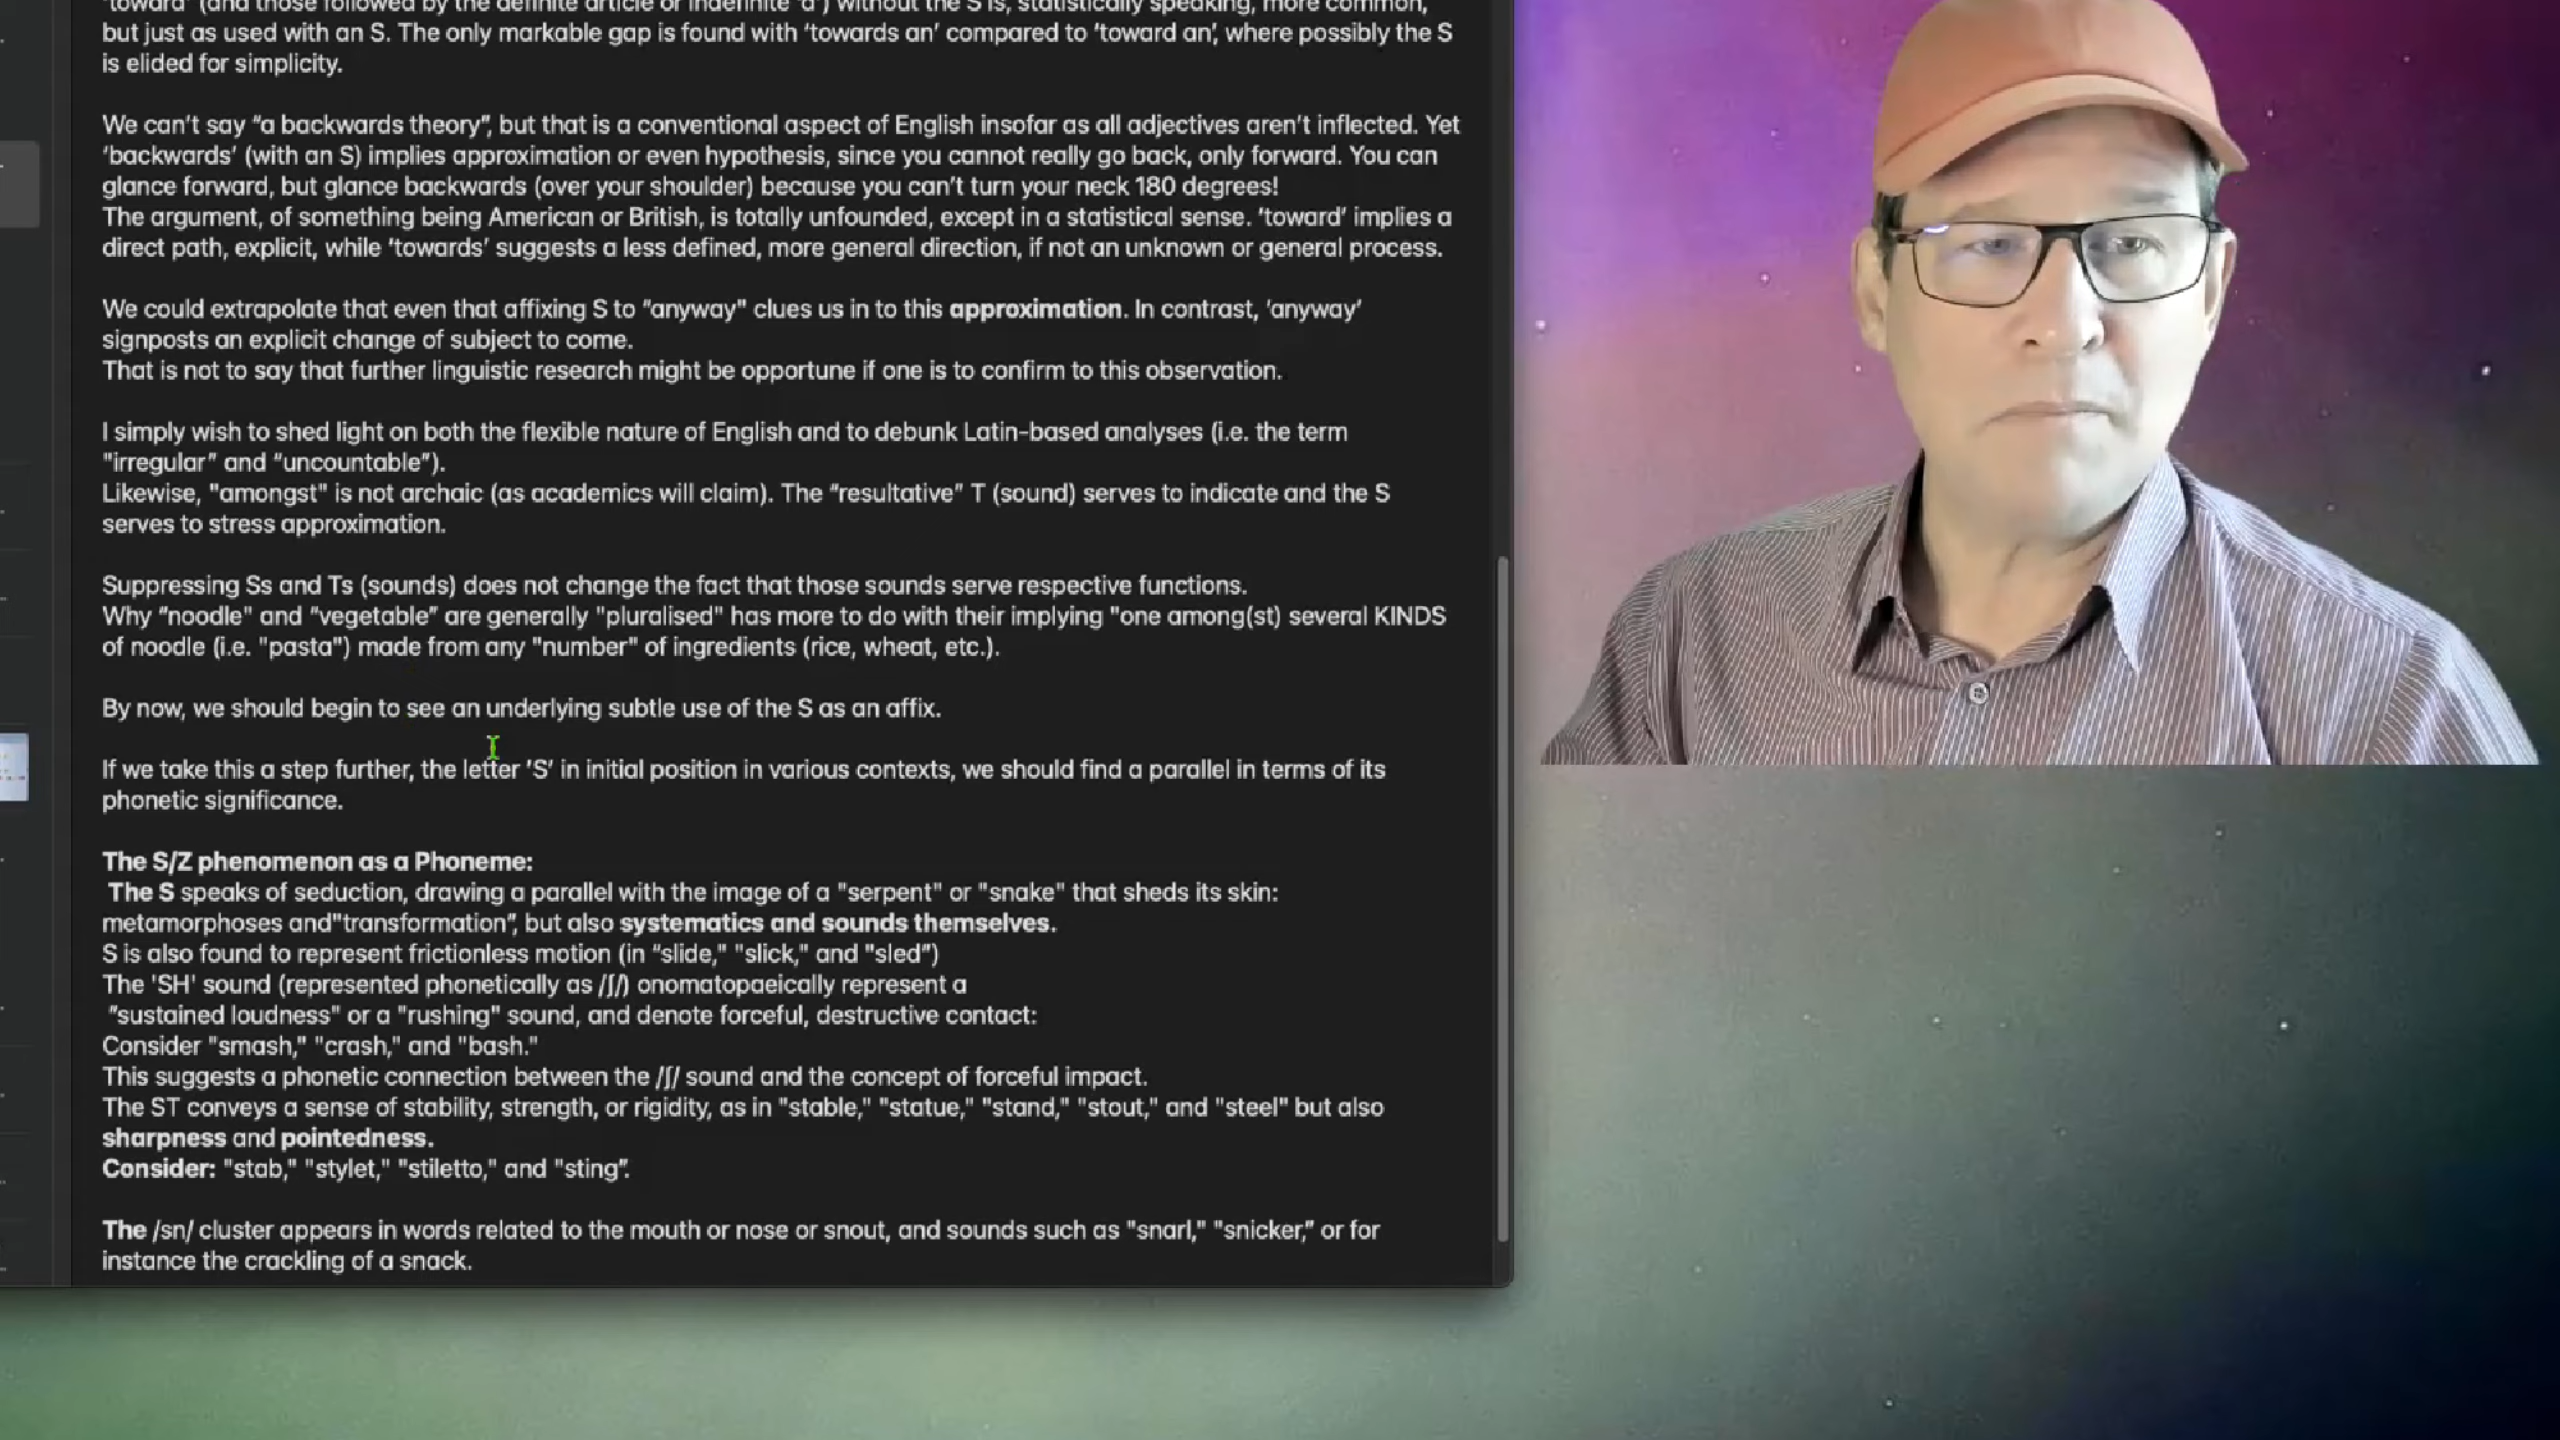 'toward' (and those followed by the definite article or indefinite 'a') without the S is, statistically speaking, more common,
but just as used with an S. The only markable gap is found with ‘towards an’ compared to ‘toward an’, where possibly the S
is elided for simplicity.
We can’t say “a backwards theory”, but that is a conventional aspect of English insofar as all adjectives aren’t inflected. Yet
‘backwards’ (with an S) implies approximation or even hypothesis, since you cannot really go back, only forward. You can
glance forward, but glance backwards (over your shoulder) because you can’t turn your neck 180 degrees!
The argument, of something being American or British, is totally unfounded, except in a statistical sense. ‘toward’ implies a
direct path, explicit, while ‘towards’ suggests a less defined, more general direction, if not an unknown or general process.
We could extrapolate that even that affixing S to “anyway" clues us in to this approximation. In contrast, ‘anyway’
signposts an explicit change of subject to come.
That is not to say that further linguistic research might be opportune if one is to confirm to this observation.
I simply wish to shed light on both the flexible nature of English and to debunk Latin-based analyses (i.e. the term
"irregular” and “uncountable”).
Likewise, "amongst" is not archaic (as academics will claim). The “resultative” T (sound) serves to indicate and the S
serves to stress approximation.
Suppressing Ss and Ts (sounds) does not change the fact that those sounds serve respective functions.
Why “noodle" and “vegetable” are generally "pluralised" has more to do with their implying "one among(st) several KINDS
of noodle (i.e. "pasta") made from any "number" of ingredients (rice, wheat, etc.).
By now, we should begin to see an underlying subtle use of the S as an affix.
If we take this a step further, the letter ‘S’ in initial position in various contexts, we should find a parallel in terms of its
phonetic significance.
The S/Z phenomenon as a Phoneme:
The S speaks of seduction, drawing a parallel with the image of a "serpent" or "snake" that sheds its skin:
metamorphoses and"transformation”, but also systematics and sounds themselves.
S is also found to represent frictionless motion (in “slide," "slick," and "sled”)
The 'SH' sound (represented phonetically as /ʃ/) onomatopaeically represent a
“sustained loudness" or a "rushing" sound, and denote forceful, destructive contact:
Consider "smash," "crash," and "bash."
This suggests a phonetic connection between the /ʃ/ sound and the concept of forceful impact.
The ST conveys a sense of stability, strength, or rigidity, as in "stable," "statue," "stand," "stout," and "steel" but also
sharpness and pointedness.
Consider: "stab," "stylet," "stiletto," and "sting”.
The /sn/ cluster appears in words related to the mouth or nose or snout, and sounds such as "snarl," "snicker,” or for
instance the crackling of a snack.